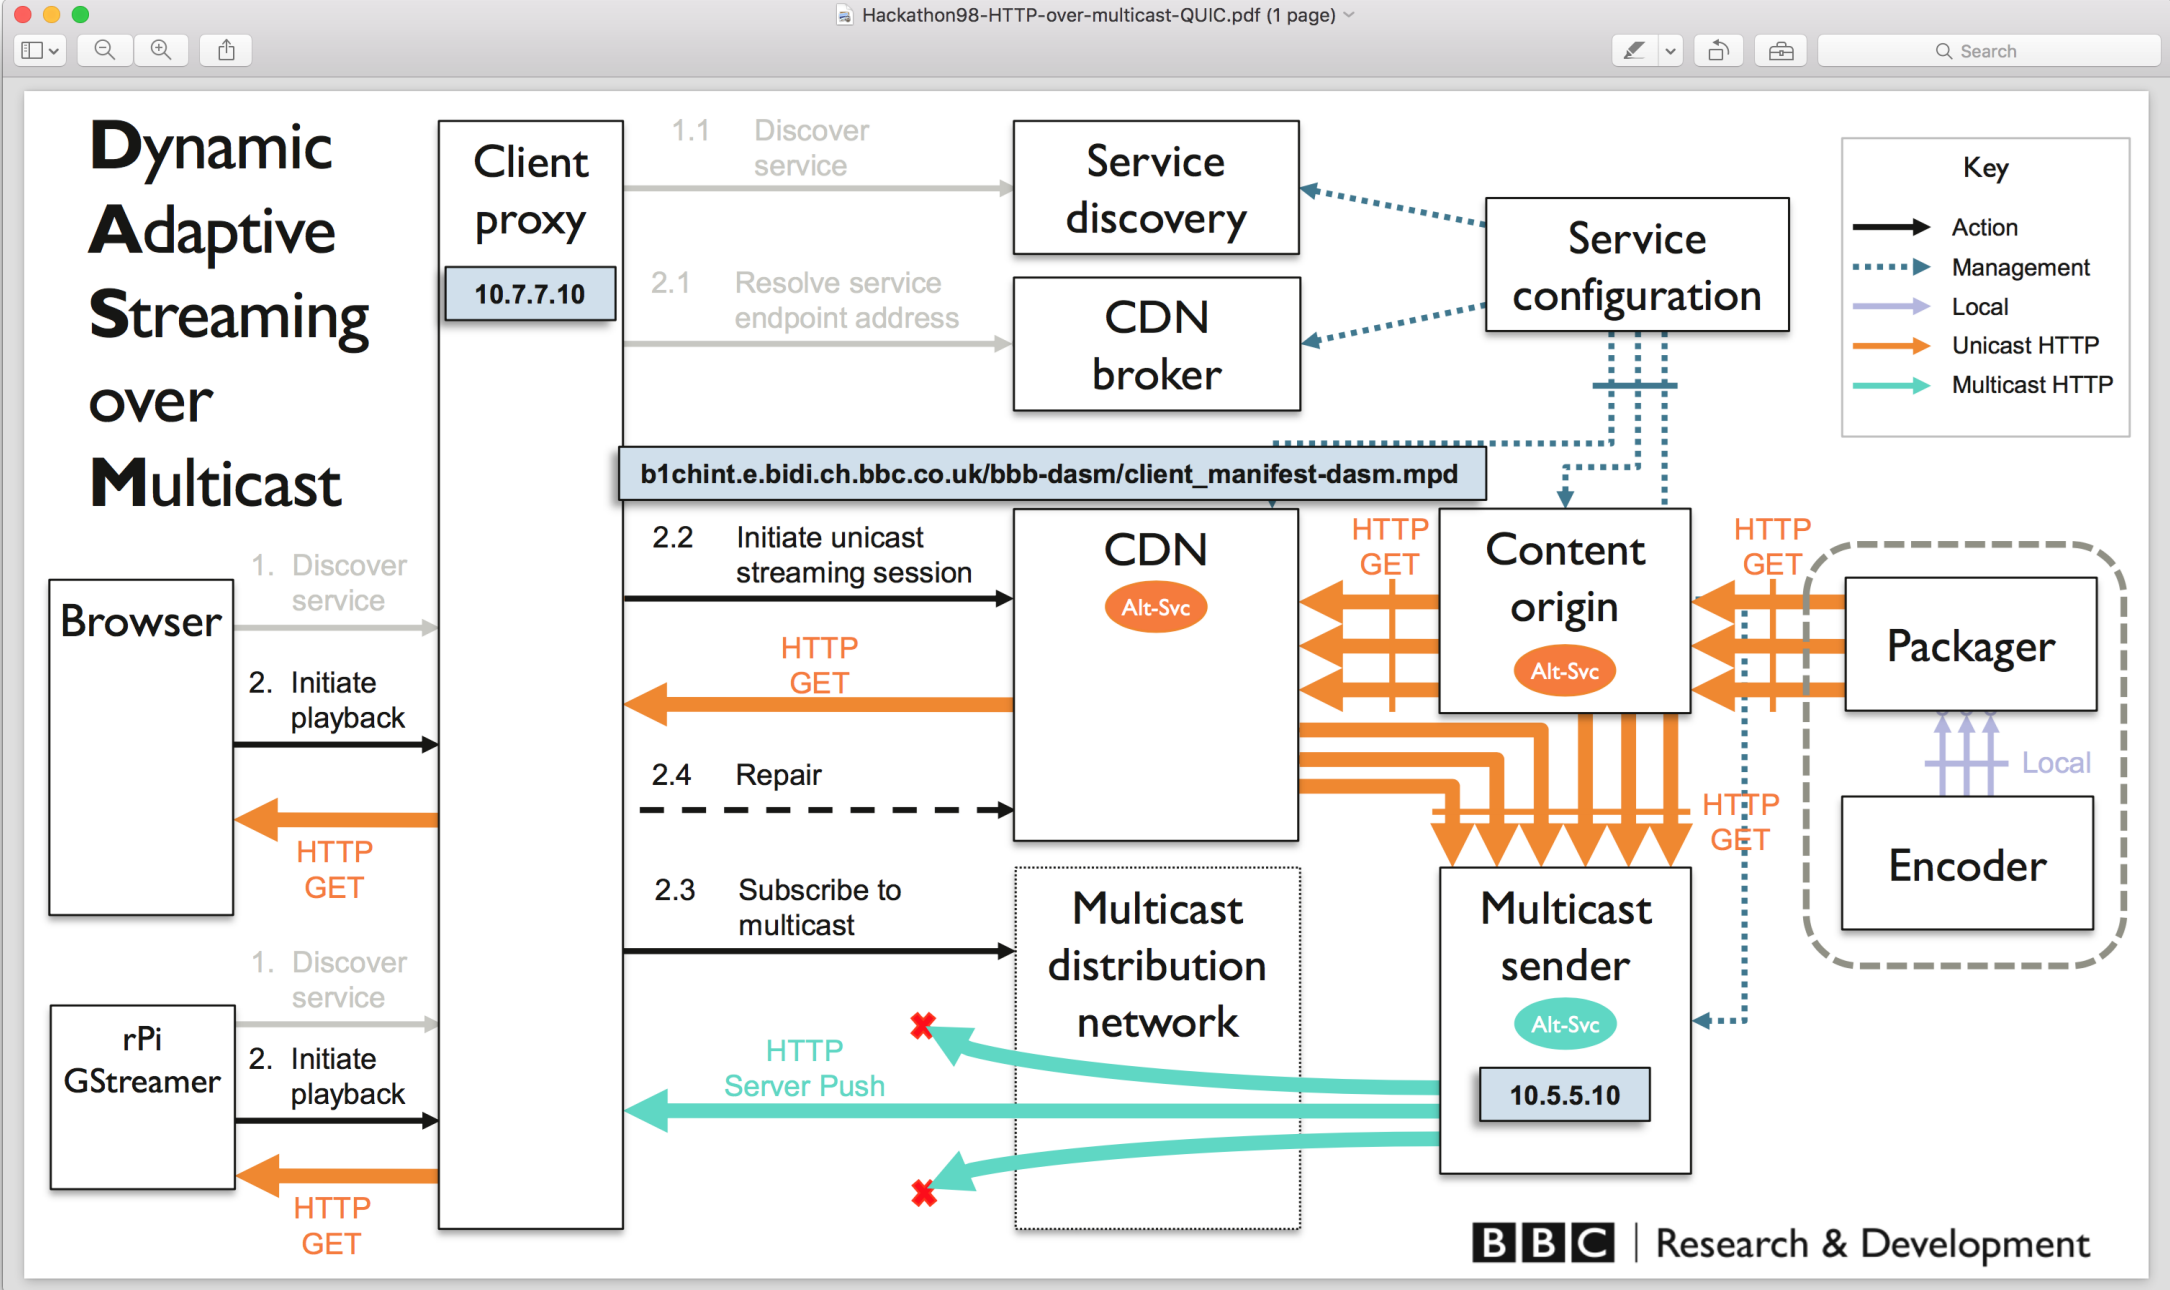 Hackathon98-HTTP-over-multicast-QUIC.pdf (1 page)
Search
Dynamic
Adaptive
Streaming
over
Multicast
Client
proxy
10.7.7.10
1.1 Discover
service
2.1 Resolve service
endpoint address
Service
discovery
CDN
broker
Service
configuration
Key
Action
Management
Local
Unicast HTTP
Multicast HTTP
b1chint.e.bidi.ch.bbc.co.uk/bbb-dasm/client_manifest-dasm.mpd
Browser
1. Discover
service
2. Initiate
playback
HTTP
GET
rPi
GStreamer
1. Discover
service
2. Initiate
playback
HTTP
GET
2.2 Initiate unicast
streaming session
HTTP
GET
2.4 Repair
2.3 Subscribe to
multicast
HTTP
Server Push
CDN
Alt-Svc
HTTP
GET
Content
origin
Alt-Svc
HTTP
GET
Packager
Local
Encoder
HTTP
GET
Multicast
distribution
network
Multicast
sender
Alt-Svc
10.5.5.10
BBC | Research & Development